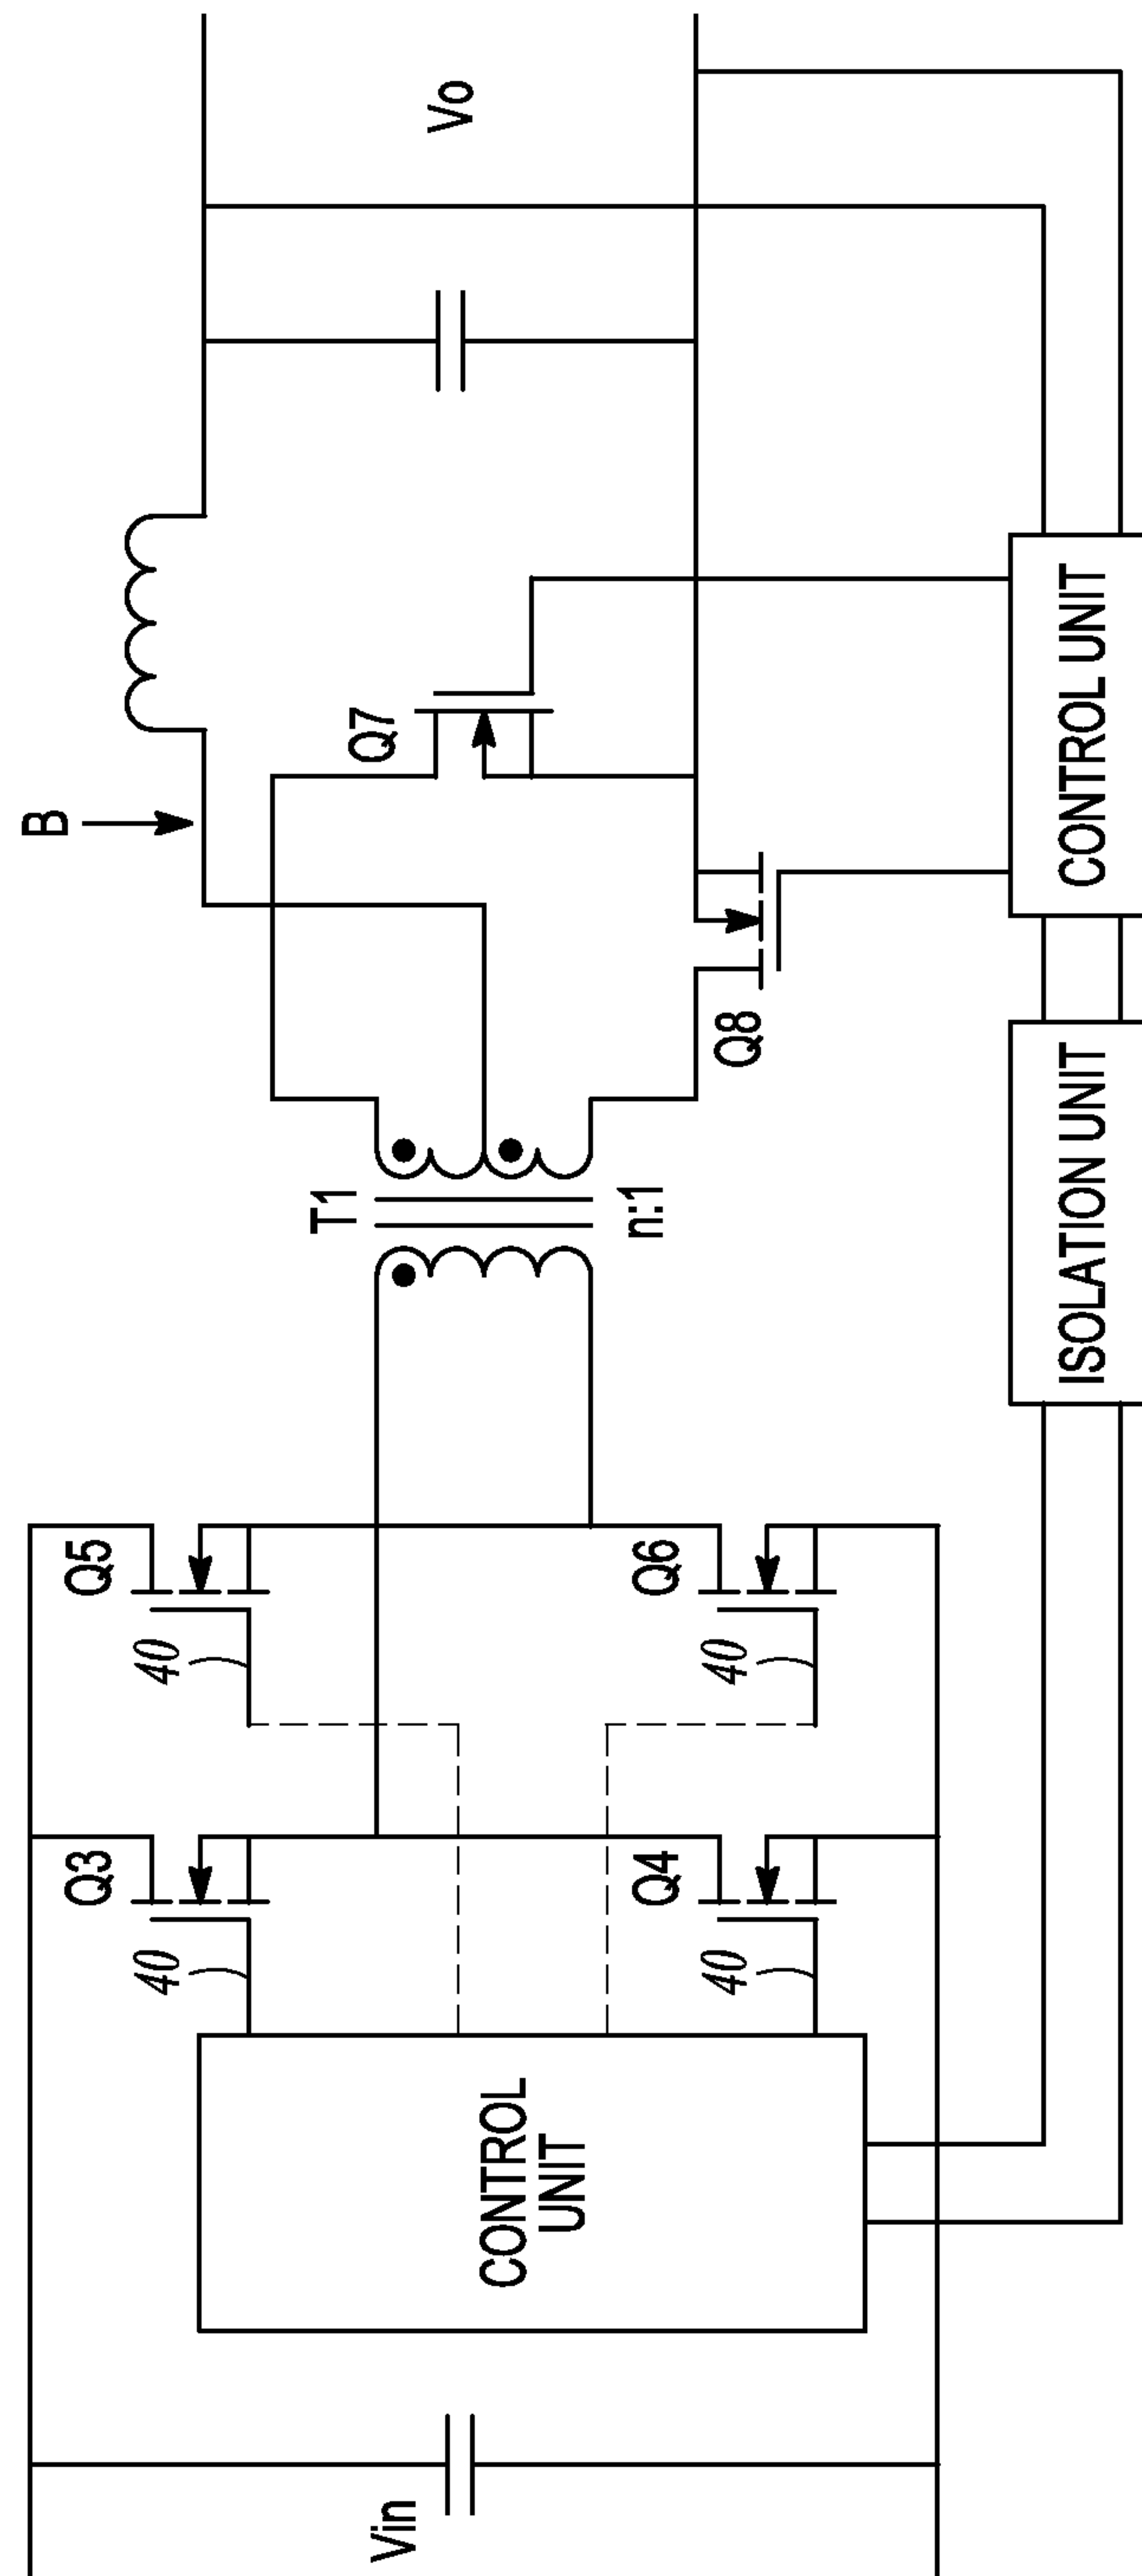 Vin
CONTROL
UNIT
Q3
40
Q4
40
Q5
40
Q6
40
T1
n:1
B
Q7
Q8
Vo
ISOLATION UNIT
CONTROL UNIT